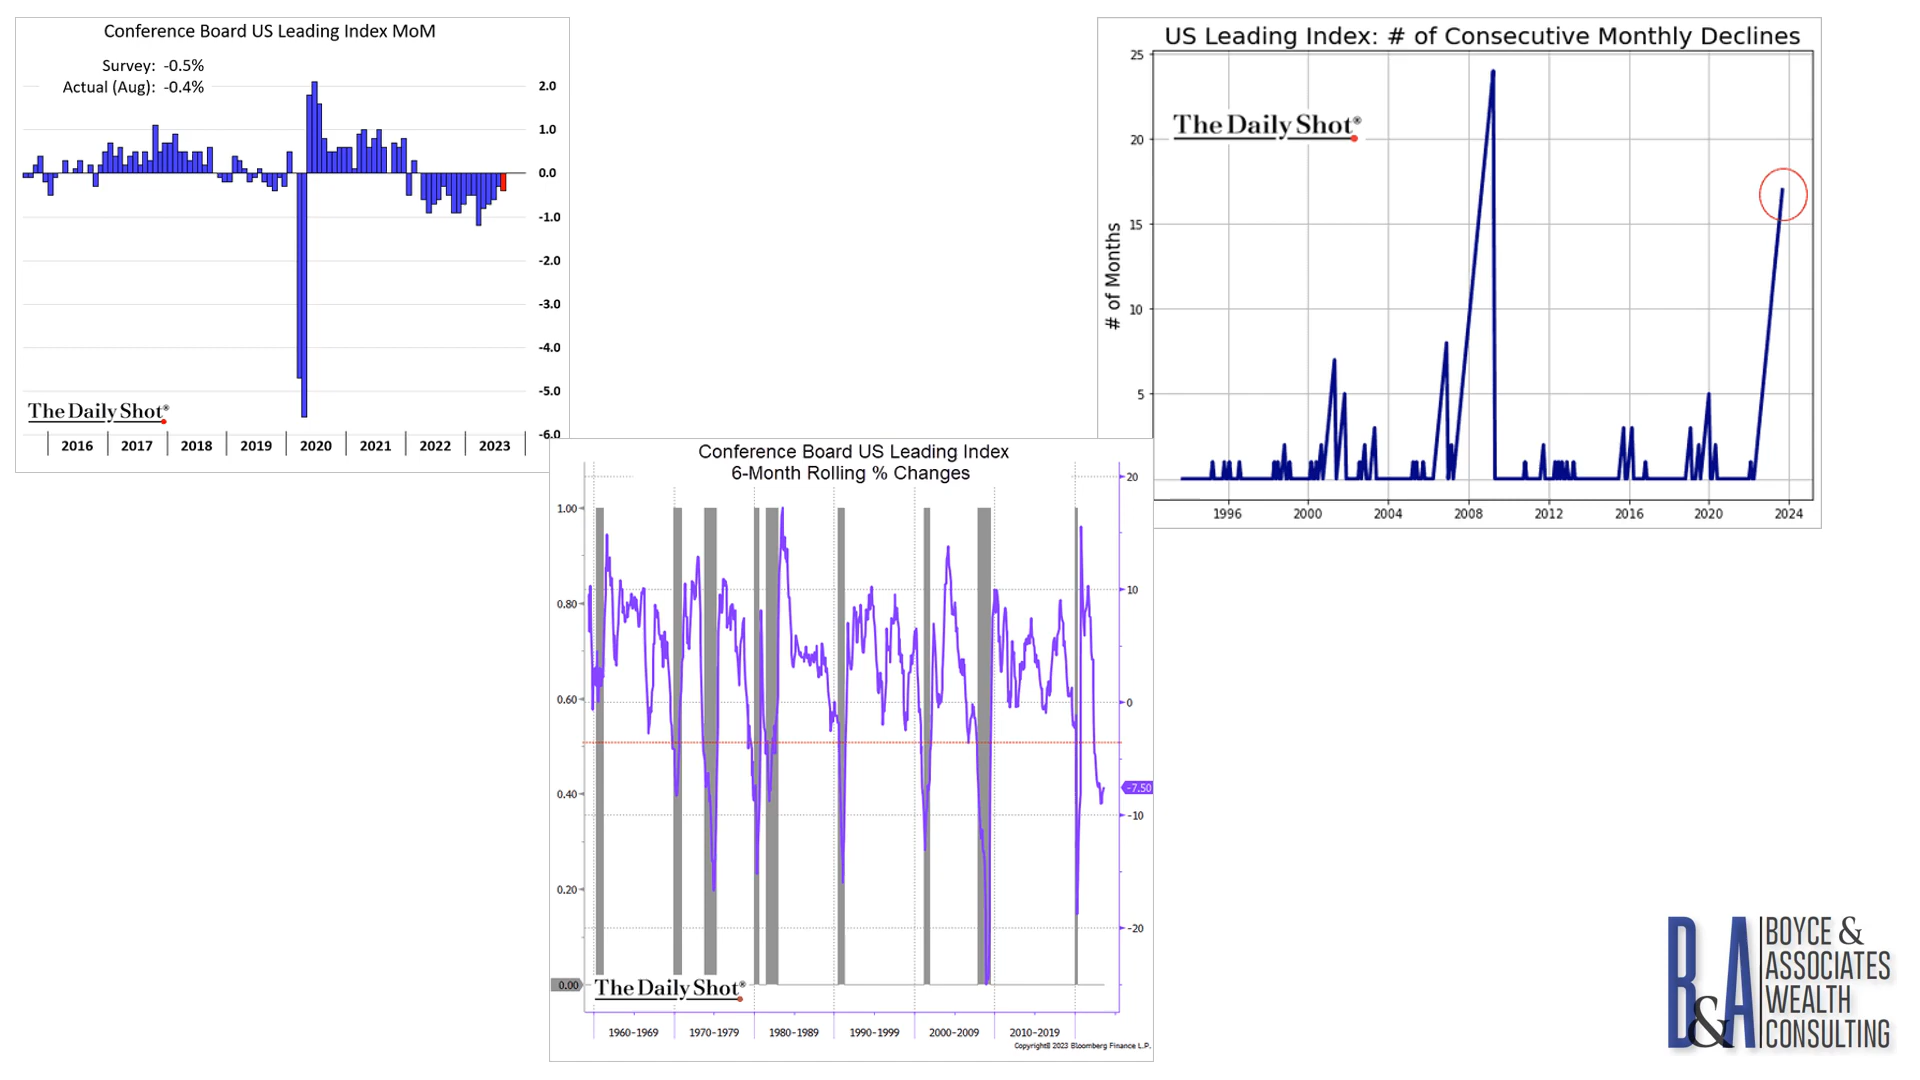 Conference Board US Leading Index MoM
Survey: -0.5%
Actual (Aug): -0.4%
2.0
1.0
0.0
-1.0
-2.0
-3.0
-4.0
-5.0
-6.0
The Daily Shot®
2016 2017 2018 2019 2020 2021 2022 2023
US Leading Index: # of Consecutive Monthly Declines
The Daily Shot®
# of Months
25
20
15
10
5
1996 2000 2004 2008 2012 2016 2020 2024
Conference Board US Leading Index
6-Month Rolling % Changes
1.00
0.80
0.60
0.40
0.20
0.00
20
10
0
-7.50
-10
-20
The Daily Shot®
1960-1969 1970-1979 1980-1989 1990-1999 2000-2009 2010-2019
Copyright© 2023 Bloomberg Finance L.P.
B&A
BOYCE &
ASSOCIATES
WEALTH
CONSULTING